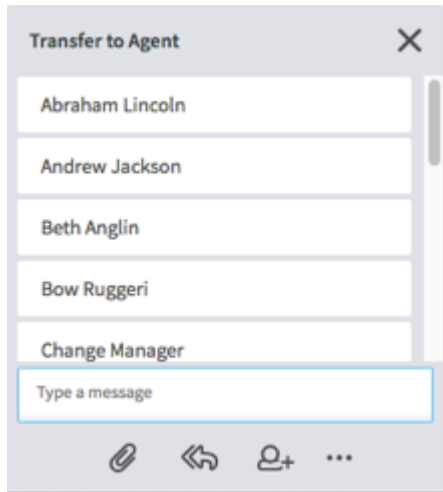 Transfer to Agent
Abraham Lincoln
Andrew Jackson
Beth Anglin
Bow Ruggeri
Change Manager
Type a message